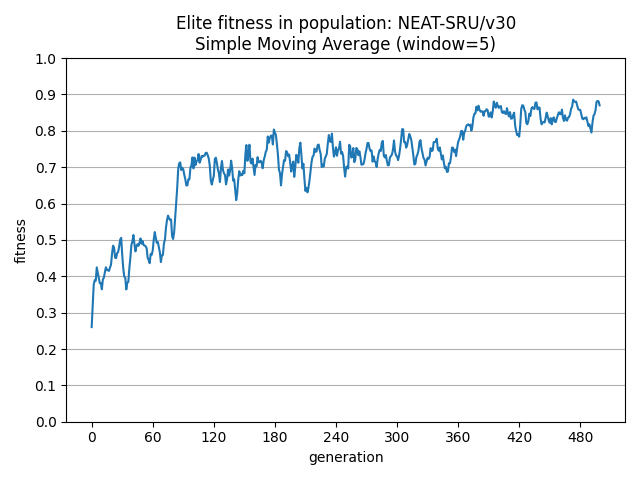 Elite fitness in population: NEAT-SRU/v30
Simple Moving Average (window=5)
1.0
0.9
0.8
0.7
0.6
0.5
0.4
0.3
0.2
0.1
0.0
fitness
0 60 120 180 240 300 360 420 480
generation